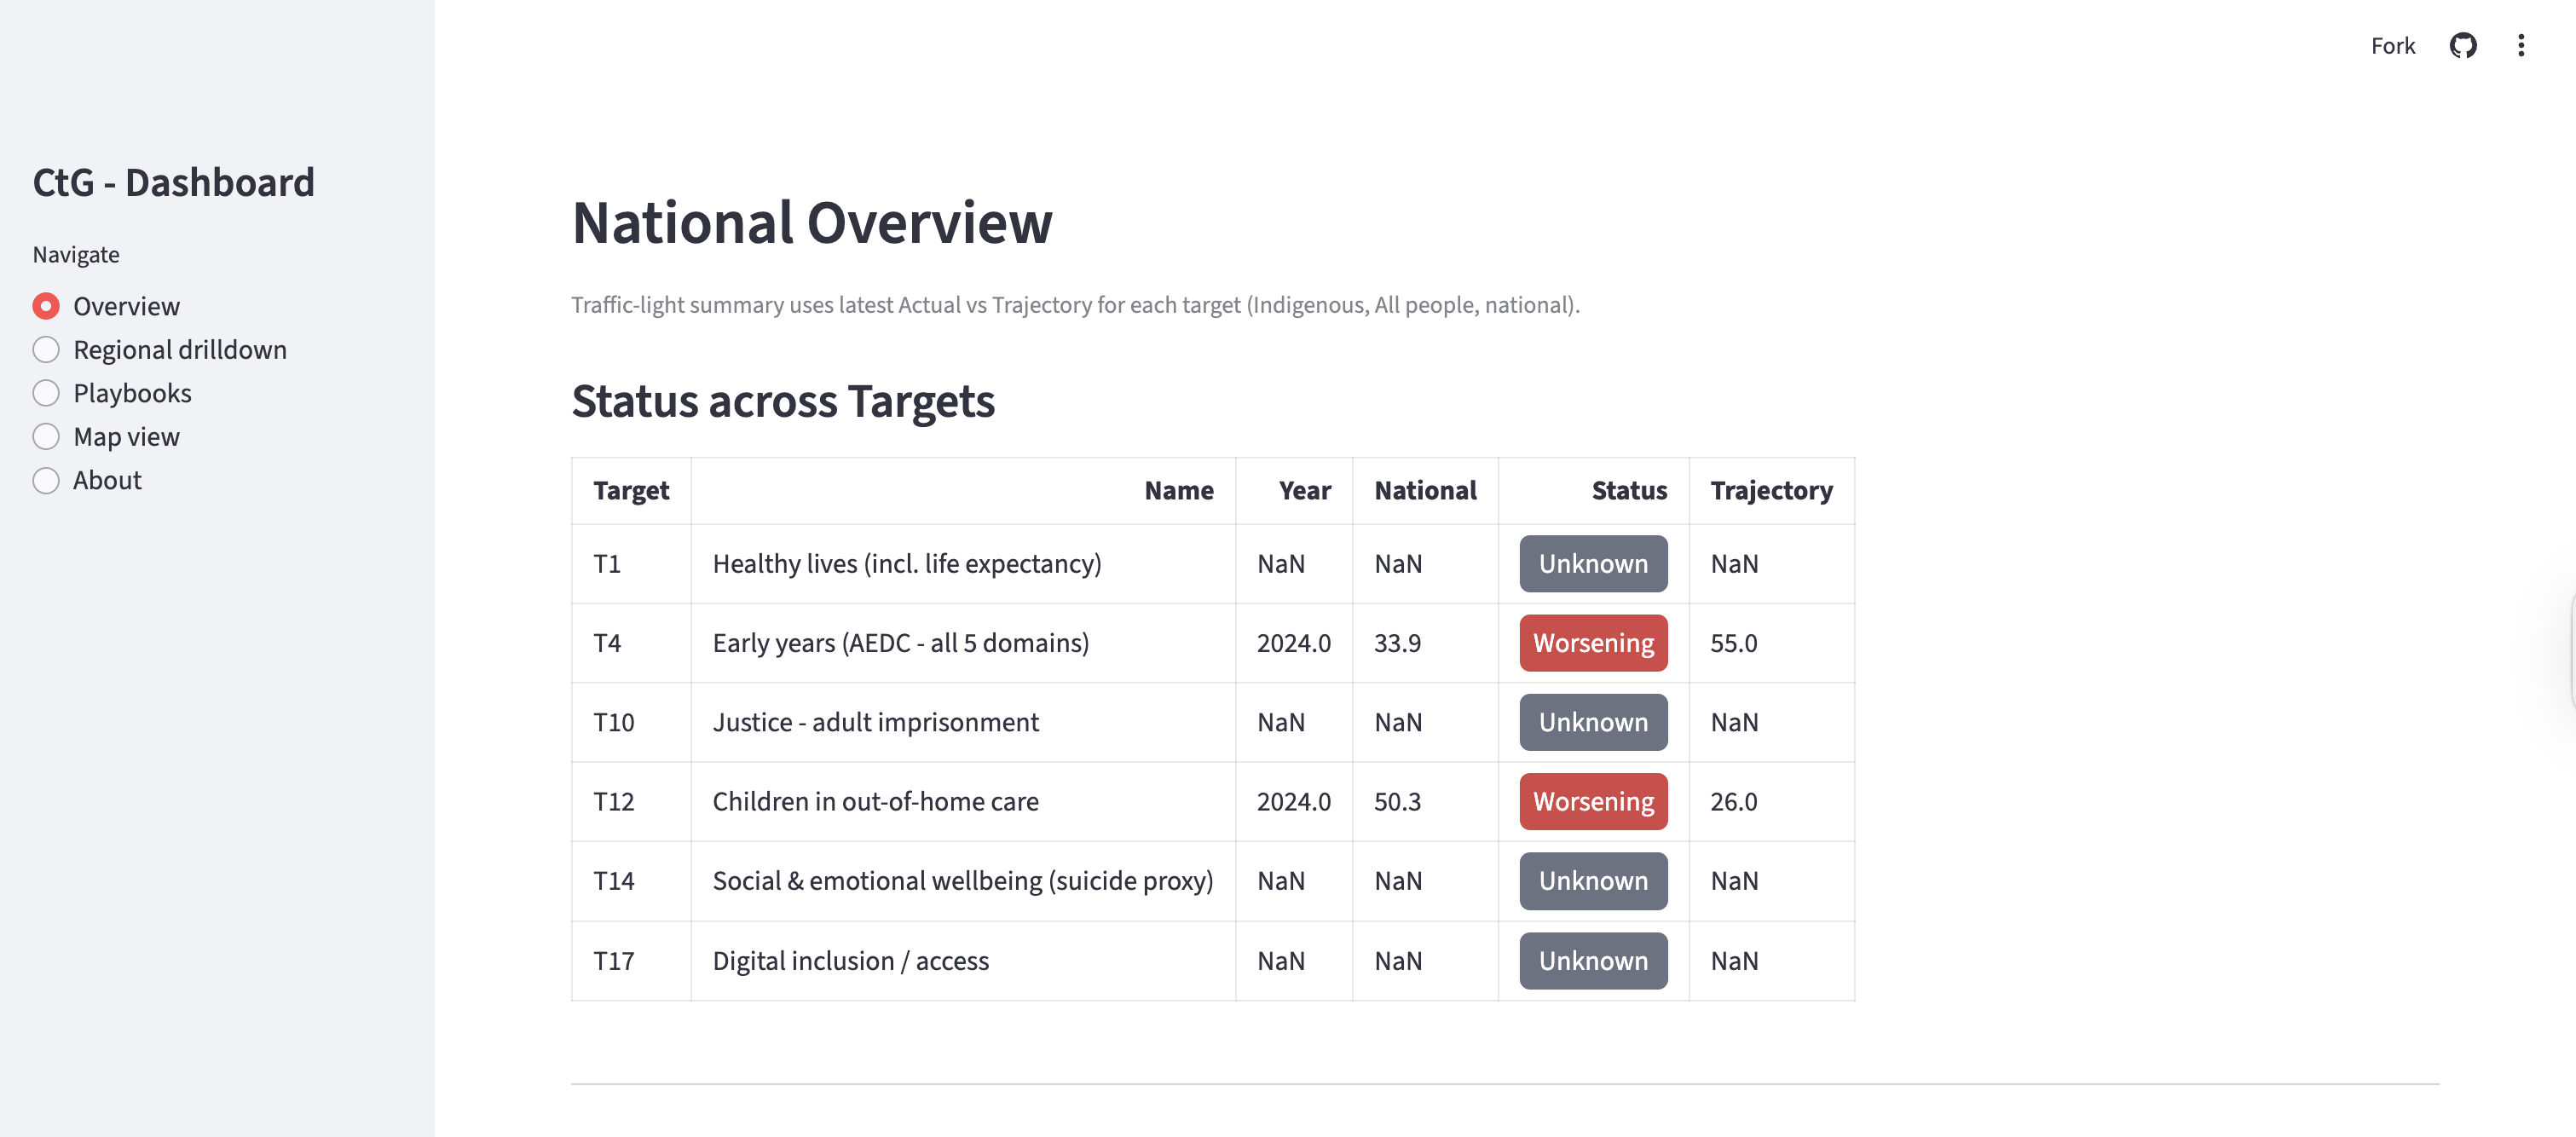 Fork
CtG - Dashboard
Navigate
Overview
Regional drilldown
Playbooks
Map view
About
National Overview
Traffic-light summary uses latest Actual vs Trajectory for each target (Indigenous, All people, national).
Status across Targets
Target Name Year National Status Trajectory
T1 Healthy lives (incl. life expectancy) NaN NaN Unknown NaN
T4 Early years (AEDC - all 5 domains) 2024.0 33.9 Worsening 55.0
T10 Justice - adult imprisonment NaN NaN Unknown NaN
T12 Children in out-of-home care 2024.0 50.3 Worsening 26.0
T14 Social & emotional wellbeing (suicide proxy) NaN NaN Unknown NaN
T17 Digital inclusion / access NaN NaN Unknown NaN